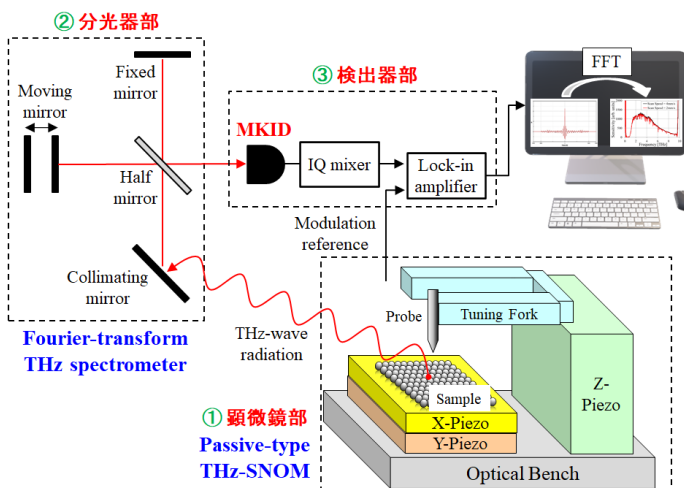 ② 分光器部
Fixed
mirror
Moving
mirror
Half
mirror
Collimating
mirror
Fourier-transform
THz spectrometer
③ 検出器部
MKID
IQ mixer
Lock-in
amplifier
Modulation
reference
FFT
THz-wave
radiation
Probe
Tuning Fork
Sample
X-Piezo
Y-Piezo
Z-
Piezo
Optical Bench
① 顕微鏡部
Passive-type
THz-SNOM